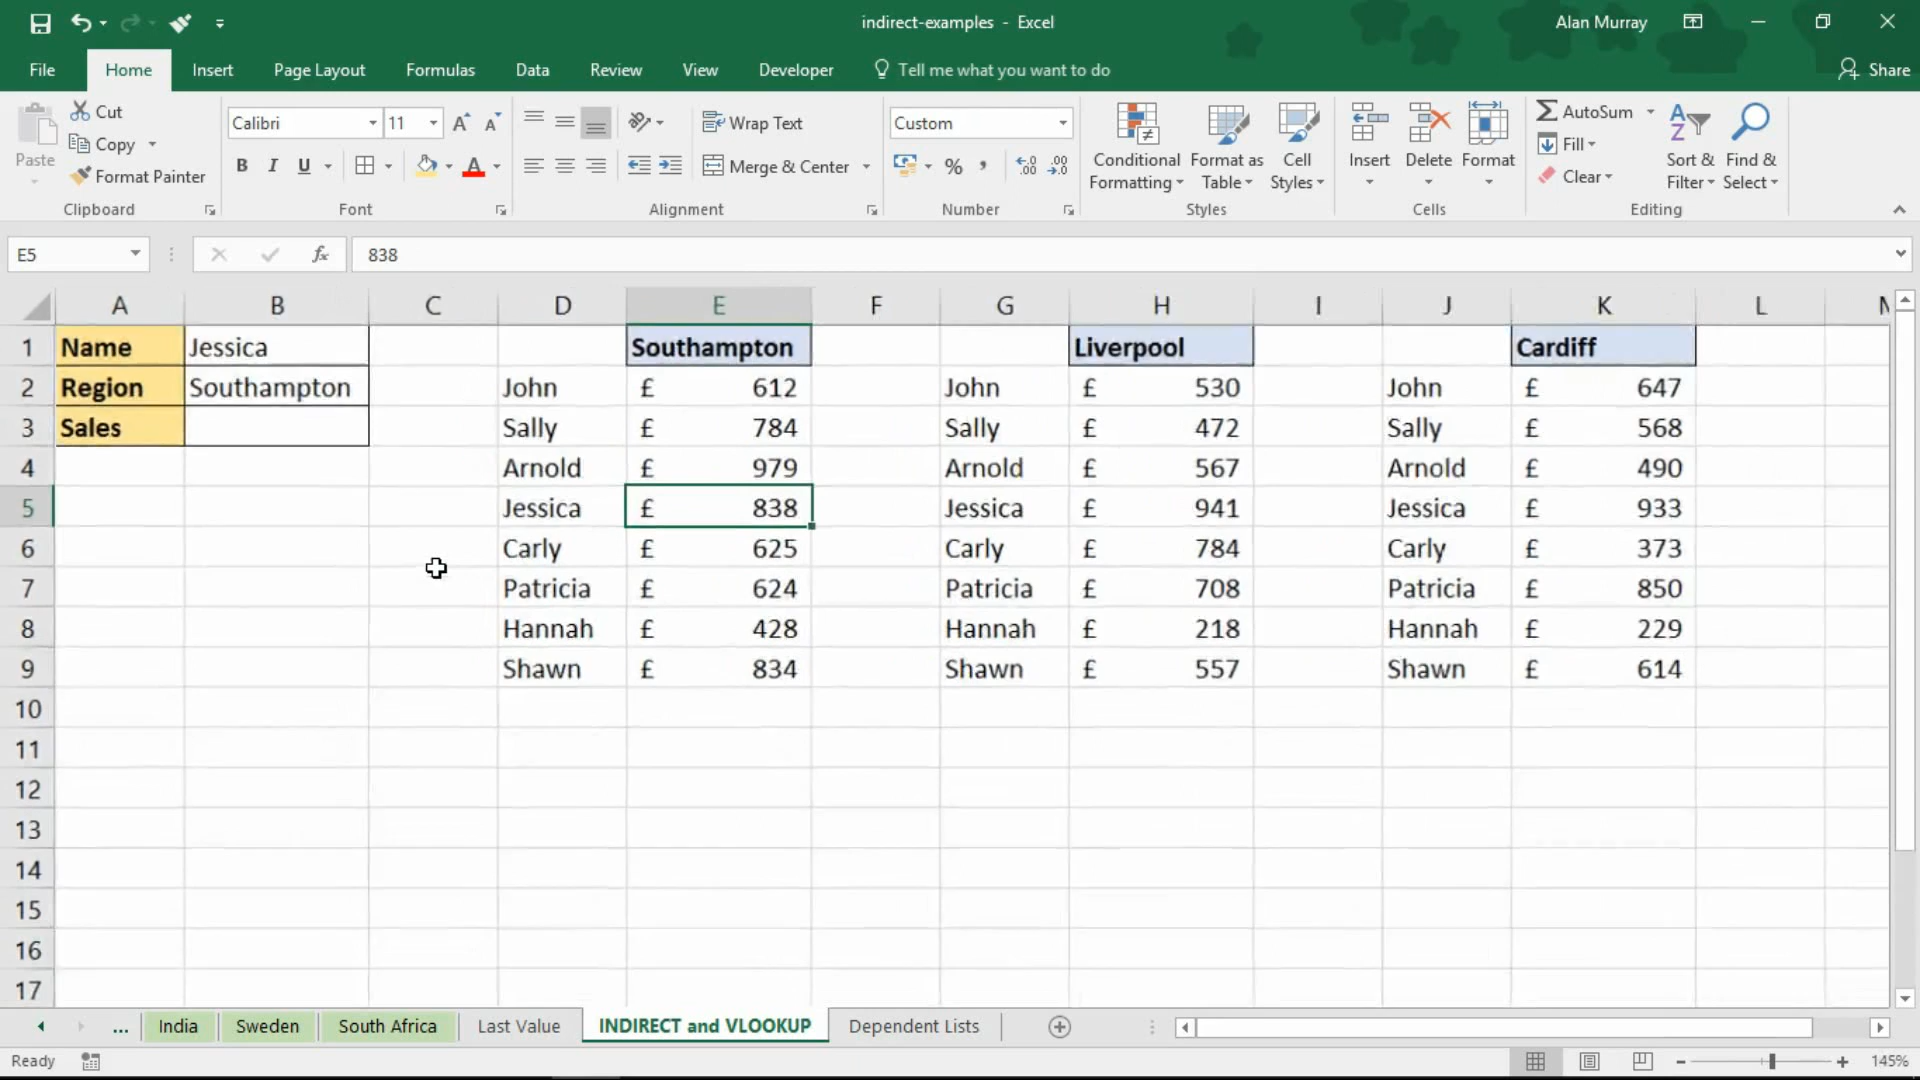 indirect-examples - Excel
Alan Murray
File Home Insert Page Layout Formulas Data Review View Developer Tell me what you want to do Share
Paste
Cut
Copy
Format Painter
Clipboard
Calibri 11
B I U
Font
Wrap Text
Merge & Center
Alignment
Custom
%
Number
Conditional Formatting
Format as Table
Cell Styles
Styles
Insert Delete Format
Cells
AutoSum
Fill
Clear
Sort & Filter
Find & Select
Editing
E5 fx 838
A B C D E F G H I J K L
1 Name Jessica Southampton Liverpool Cardiff
2 Region Southampton John £ 612 John £ 530 John £ 647
3 Sales Sally £ 784 Sally £ 472 Sally £ 568
4 Arnold £ 979 Arnold £ 567 Arnold £ 490
5 Jessica £ 838 Jessica £ 941 Jessica £ 933
6 Carly £ 625 Carly £ 784 Carly £ 373
7 Patricia £ 624 Patricia £ 708 Patricia £ 850
8 Hannah £ 428 Hannah £ 218 Hannah £ 229
9 Shawn £ 834 Shawn £ 557 Shawn £ 614
10
11
12
13
14
15
16
17
... India Sweden South Africa Last Value INDIRECT and VLOOKUP Dependent Lists
Ready 145%